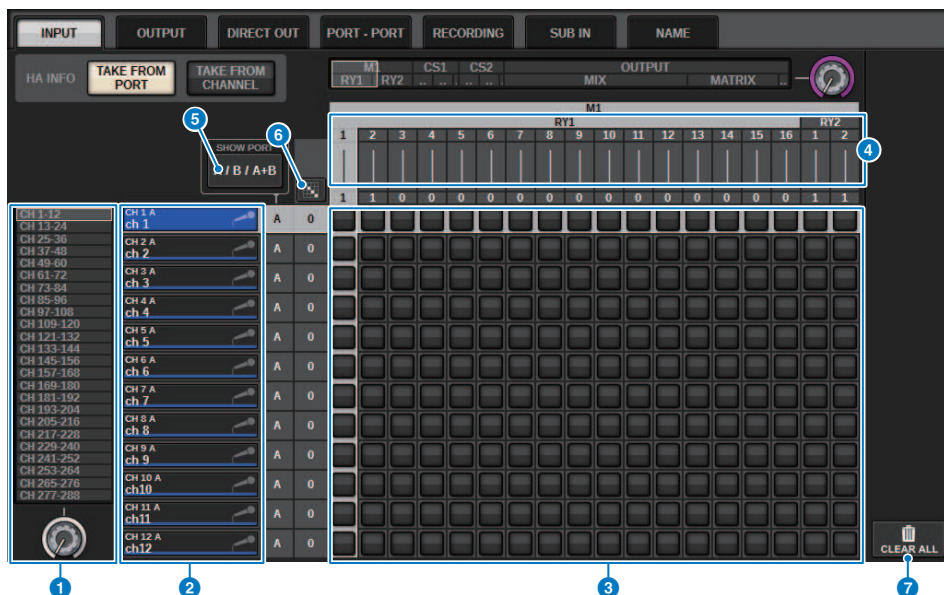 INPUT OUTPUT DIRECT OUT PORT - PORT RECORDING SUB IN NAME
HA INFO TAKE FROM PORT TAKE FROM CHANNEL
M1 CS1 CS2 OUTPUT
RY1 RY2 .. .. .. .. .. MIX MATRIX ..
M1
RY1 RY2
1 2 3 4 5 6 7 8 9 10 11 12 13 14 15 16 1 2
4
5
6
SHOW PORT
A / B / A+B
1 1 0 0 0 0 0 0 0 0 0 0 0 0 0 0 1 1
CH 1-12
CH 13-24
CH 25-36
CH 37-48
CH 49-60
CH 61-72
CH 73-84
CH 85-96
CH 97-108
CH 109-120
CH 121-132
CH 133-144
CH 145-156
CH 157-168
CH 169-180
CH 181-192
CH 193-204
CH 205-216
CH 217-228
CH 229-240
CH 241-252
CH 253-264
CH 265-276
CH 277-288
CH 1 A
ch 1 A 0
CH 2 A
ch 2 A 0
CH 3 A
ch 3 A 0
CH 4 A
ch 4 A 0
CH 5 A
ch 5 A 0
CH 6 A
ch 6 A 0
CH 7 A
ch 7 A 0
CH 8 A
ch 8 A 0
CH 9 A
ch 9 A 0
CH 10 A
ch10 A 0
CH 11 A
ch11 A 0
CH 12 A
ch12 A 0
CLEAR ALL
1 2 3 7